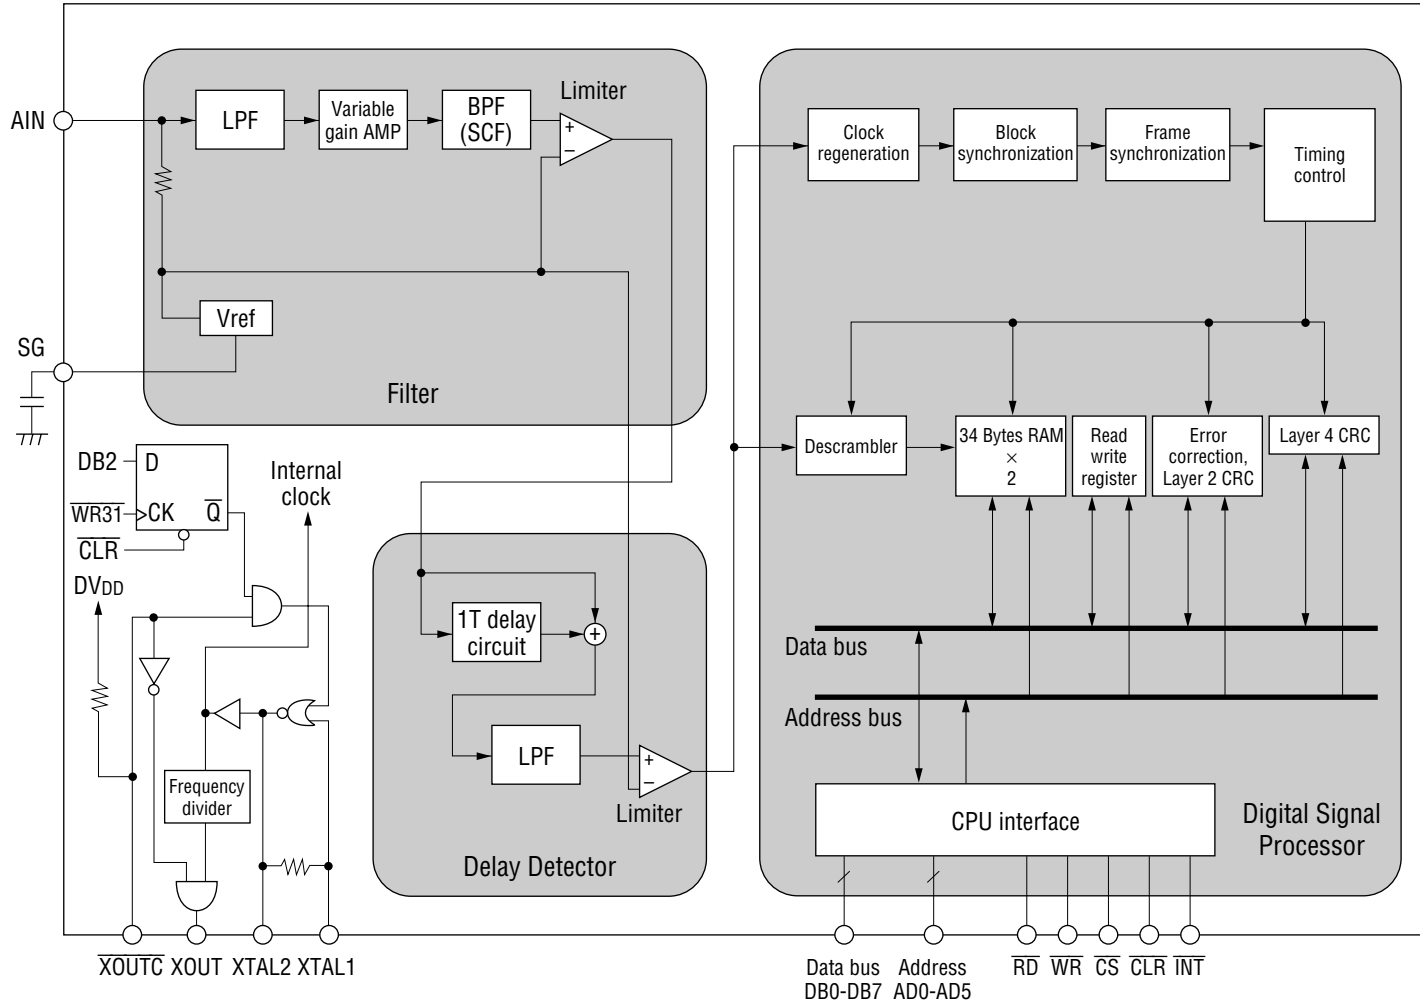 AIN
LPF
Variable
gain AMP
BPF
(SCF)
Limiter
+
−
Vref
SG
Filter
DB2
D
WR31
CK
Q
CLR
Internal
clock
DVDD
Frequency
divider
XOUTC
XOUT
XTAL2
XTAL1
1T delay
circuit
+
LPF
+
−
Limiter
Delay Detector
Clock
regeneration
Block
synchronization
Frame
synchronization
Timing
control
Descrambler
34 Bytes RAM
×
2
Read
write
register
Error
correction,
Layer 2 CRC
Layer 4 CRC
Data bus
Address bus
CPU interface
Digital Signal
Processor
Data bus
DB0-DB7
Address
AD0-AD5
RD
WR
CS
CLR
INT